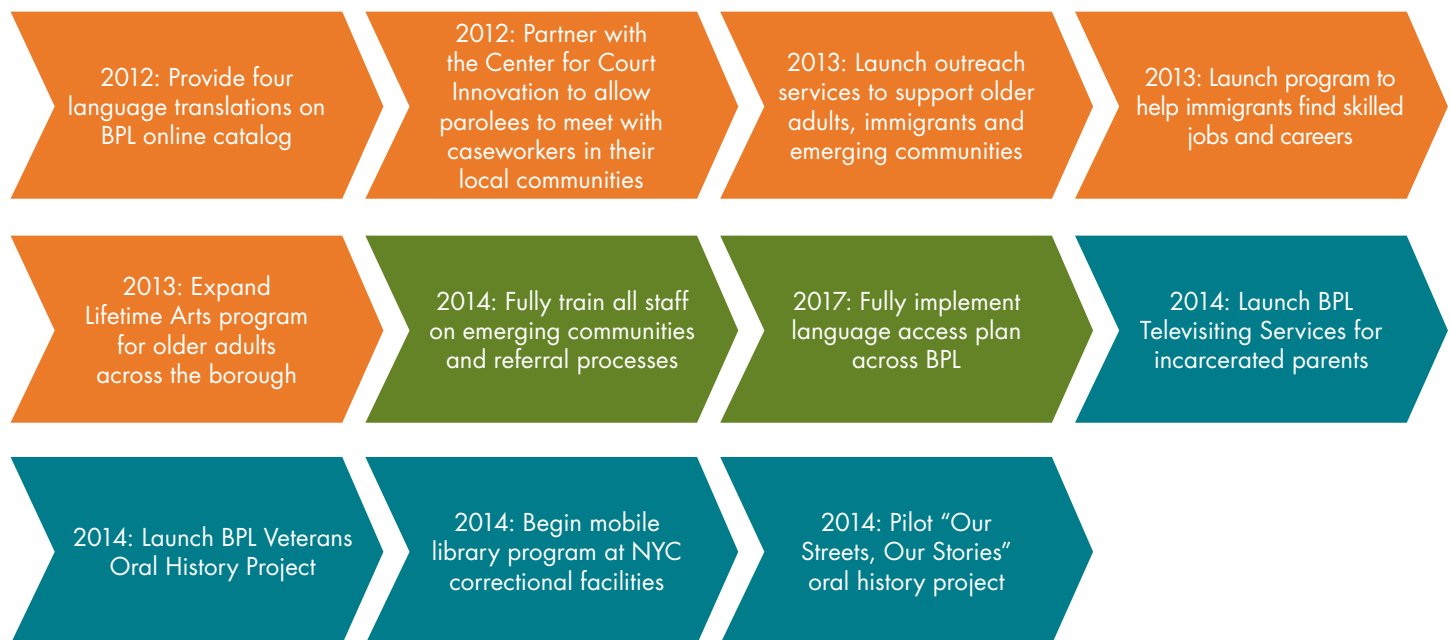 2012: Provide four
language translations on
BPL online catalog
2012: Partner with
the Center for Court
Innovation to allow
parolees to meet with
caseworkers in their
local communities
2013: Launch outreach
services to support older
adults, immigrants and
emerging communities
2013: Launch program to
help immigrants find skilled
jobs and careers
2013: Expand
Lifetime Arts program
for older adults
across the borough
2014: Fully train all staff
on emerging communities
and referral processes
2017: Fully implement
language access plan
across BPL
2014: Launch BPL
Televisiting Services for
incarcerated parents
2014: Launch BPL Veterans
Oral History Project
2014: Begin mobile
library program at NYC
correctional facilities
2014: Pilot “Our
Streets, Our Stories”
oral history project